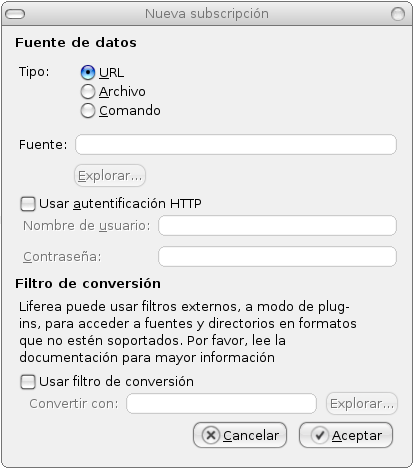 Nueva subscripción
Fuente de datos
Tipo: URL
Archivo
Comando
Fuente:
Explorar...
Usar autentificación HTTP
Nombre de usuario:
Contraseña:
Filtro de conversión
Liferea puede usar filtros externos, a modo de plug-
ins, para acceder a fuentes y directorios en formatos
que no estén soportados. Por favor, lee la
documentación para mayor información
Usar filtro de conversión
Convertir con: Explorar...
Cancelar Aceptar